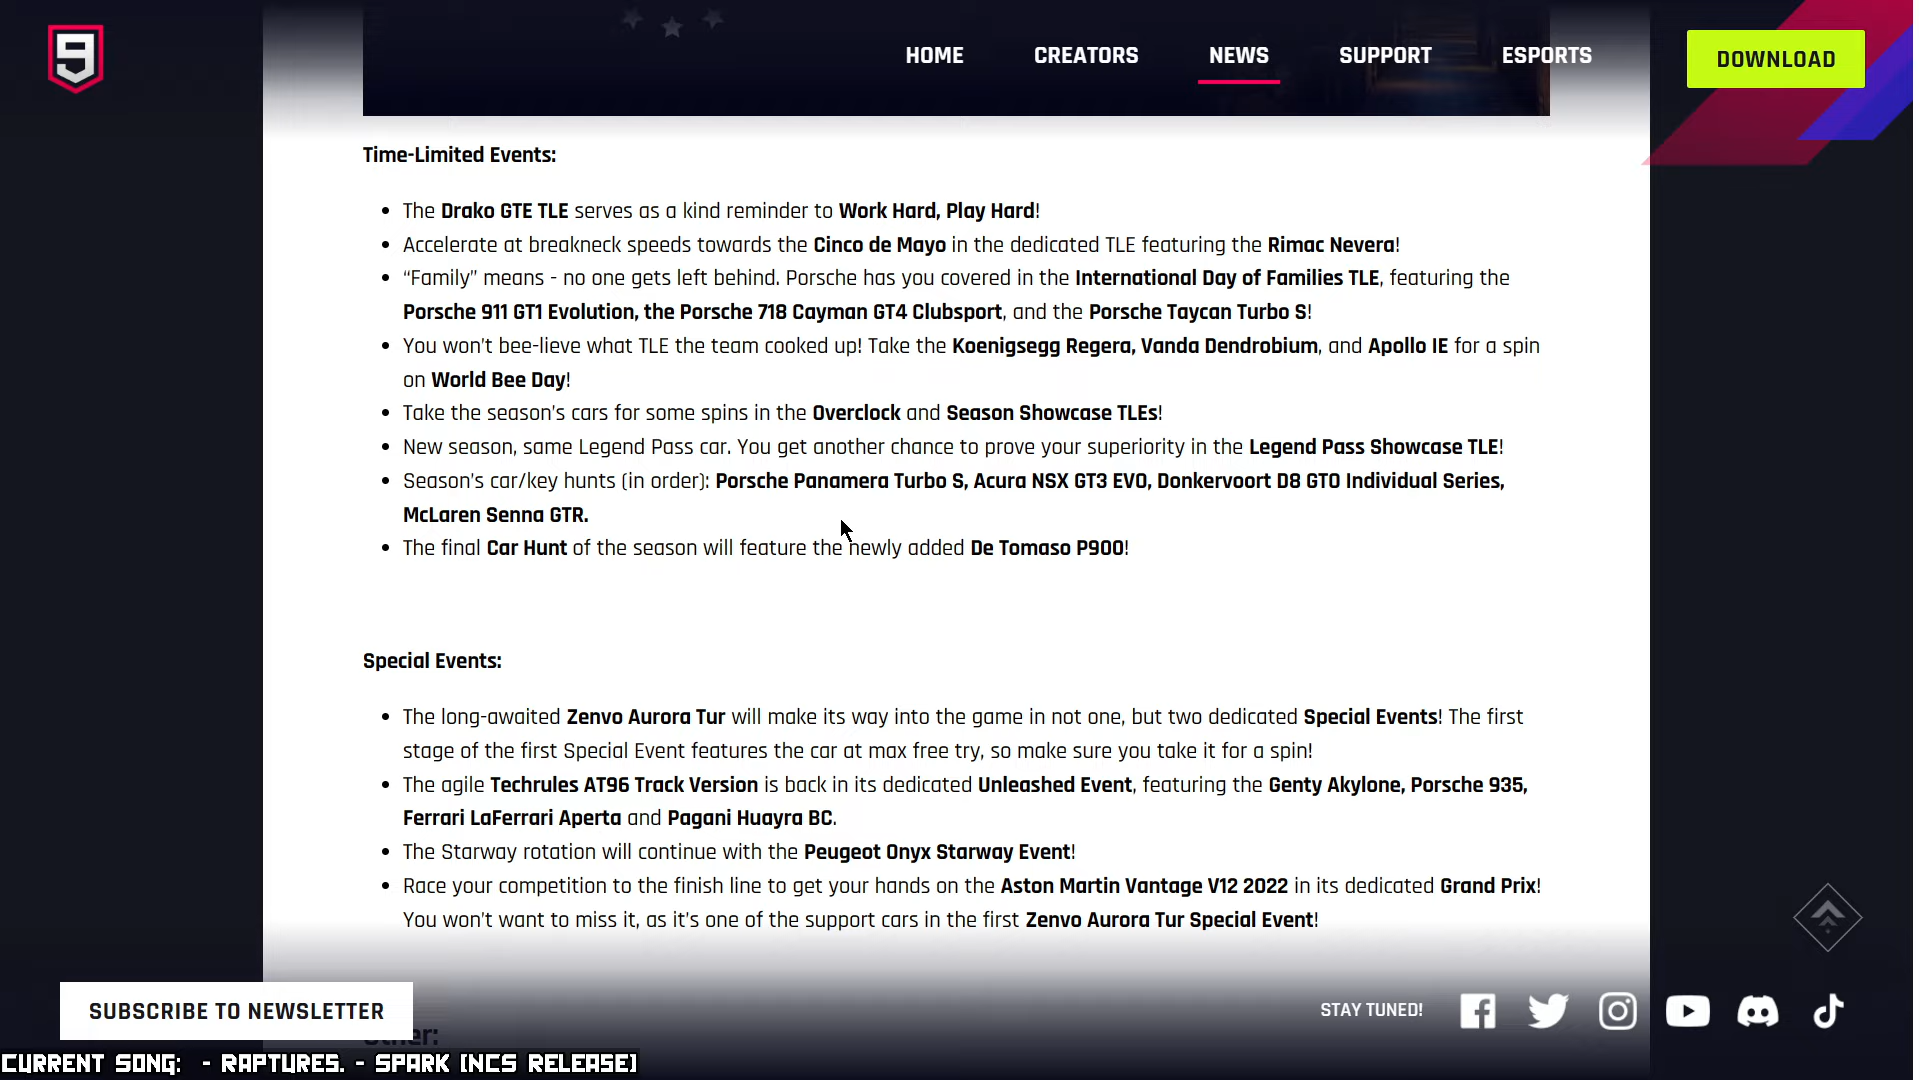 9
HOME CREATORS NEWS SUPPORT ESPORTS DOWNLOAD
Time-Limited Events:
• The Drako GTE TLE serves as a kind reminder to Work Hard, Play Hard!
• Accelerate at breakneck speeds towards the Cinco de Mayo in the dedicated TLE featuring the Rimac Nevera!
• “Family” means - no one gets left behind. Porsche has you covered in the International Day of Families TLE, featuring the
Porsche 911 GT1 Evolution, the Porsche 718 Cayman GT4 Clubsport, and the Porsche Taycan Turbo S!
• You won’t bee-lieve what TLE the team cooked up! Take the Koenigsegg Regera, Vanda Dendrobium, and Apollo IE for a spin
on World Bee Day!
• Take the season’s cars for some spins in the Overclock and Season Showcase TLEs!
• New season, same Legend Pass car. You get another chance to prove your superiority in the Legend Pass Showcase TLE!
• Season’s car/key hunts (in order): Porsche Panamera Turbo S, Acura NSX GT3 EVO, Donkervoort D8 GTO Individual Series,
McLaren Senna GTR.
• The final Car Hunt of the season will feature the newly added De Tomaso P900!
Special Events:
• The long-awaited Zenvo Aurora Tur will make its way into the game in not one, but two dedicated Special Events! The first
stage of the first Special Event features the car at max free try, so make sure you take it for a spin!
• The agile Techrules AT96 Track Version is back in its dedicated Unleashed Event, featuring the Genty Akylone, Porsche 935,
Ferrari LaFerrari Aperta and Pagani Huayra BC.
• The Starway rotation will continue with the Peugeot Onyx Starway Event!
• Race your competition to the finish line to get your hands on the Aston Martin Vantage V12 2022 in its dedicated Grand Prix!
You won’t want to miss it, as it’s one of the support cars in the first Zenvo Aurora Tur Special Event!
SUBSCRIBE TO NEWSLETTER
STAY TUNED!
Other:
CURRENT SONG: - RAPTURES. - SPARK [NCS RELEASE]